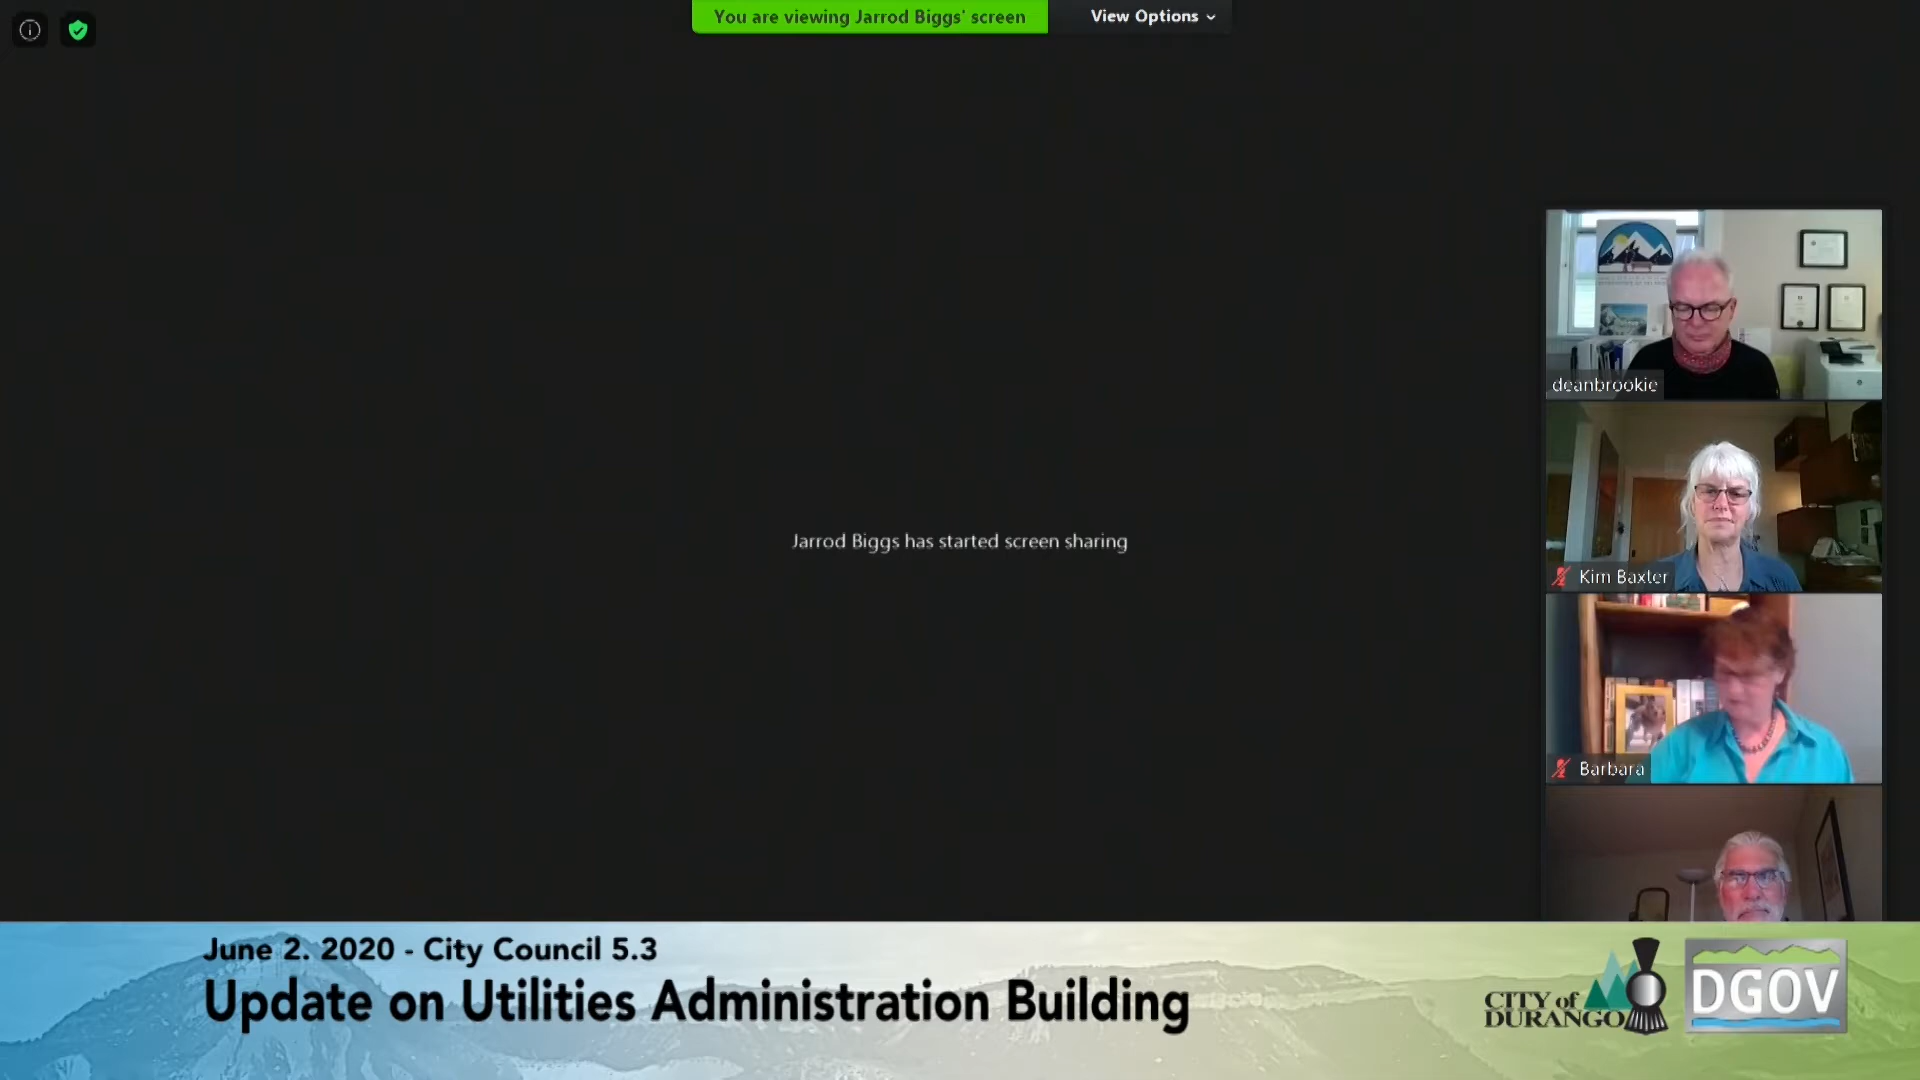 You are viewing Jarrod Biggs' screen
View Options
Jarrod Biggs has started screen sharing
deanbrookie
Kim Baxter
Barbara
June 2. 2020 - City Council 5.3
Update on Utilities Administration Building
CITY of
DURANGO
DGOV